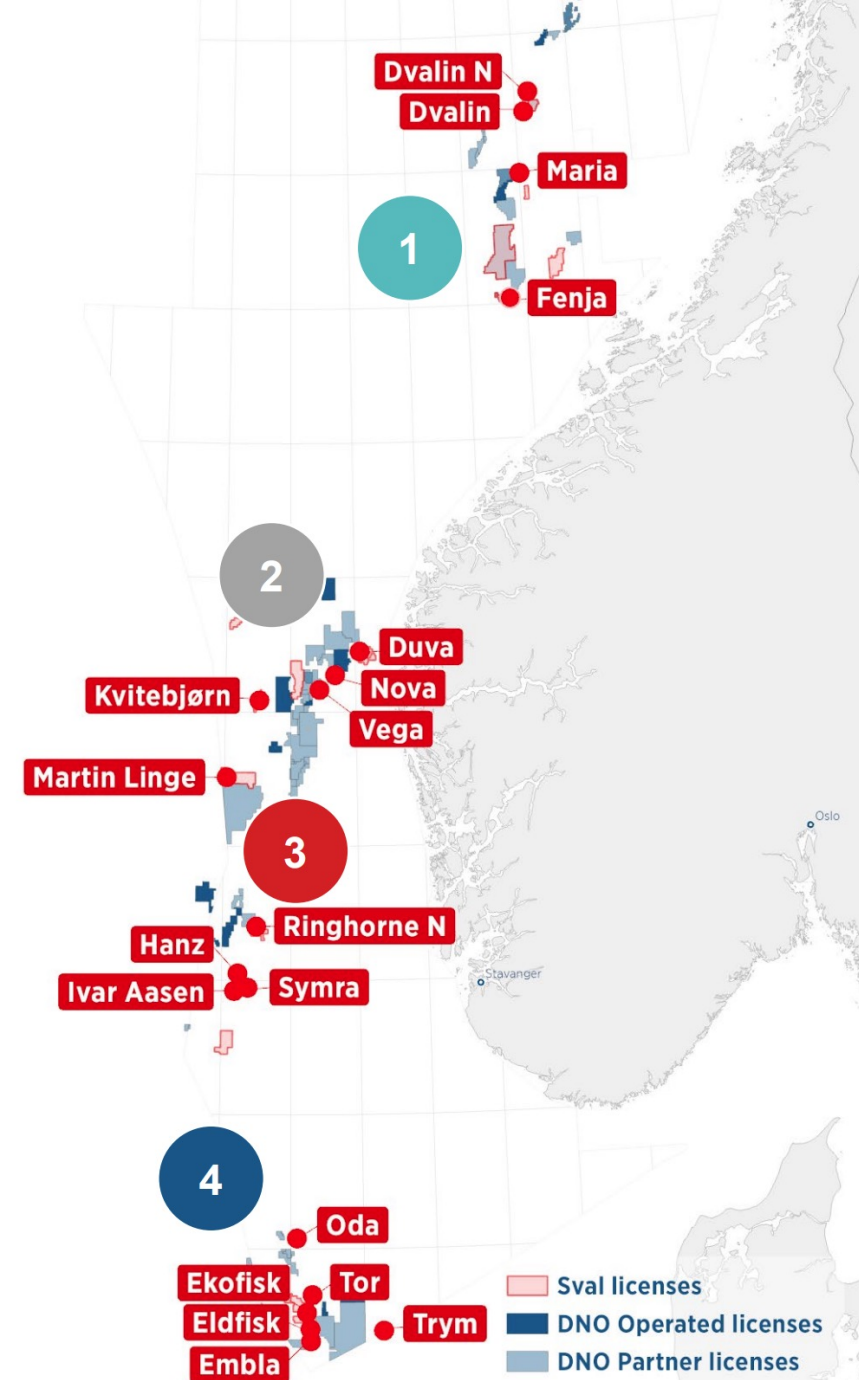 Dvalin N
Dvalin
Maria
1
Fenja
2
Duva
Kvitebjørn
Nova
Vega
Martin Linge
Oslo
3
Ringhorne N
Hanz
Stavanger
Ivar Aasen
Symra
4
Oda
Ekofisk
Tor
Sval licenses
Eldfisk
Trym
DNO Operated licenses
Embla
DNO Partner licenses